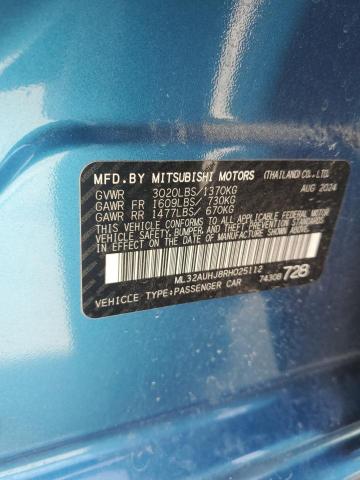 MFD.BY MITSUBISHI MOTORS (THAILAND)CO.,LTD.
GVWR 3020LBS/1370KG AUG 2024
GAWR FR 1609LBS/ 730KG
GAWR RR 1477LBS/ 670KG
THIS VEHICLE CONFORMS TO ALL APPLICABLE FEDERAL
MOTOR VEHICLE SAFETY, BUMPER, AND THEFT PREVENTION
STANDARDS IN EFFECT ON THE DATE OF MANUFACTURE
SHOWN ABOVE.
ML32AUHJ8RH025112
VEHICLE TYPE:PASSENGER CAR 74308 728